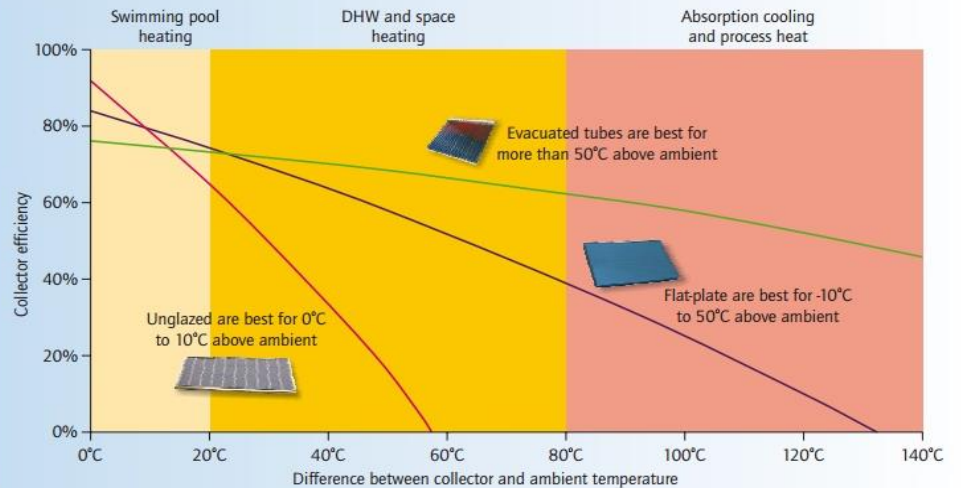 Swimming pool
heating
DHW and space
heating
Absorption cooling
and process heat
100%
80%
60%
40%
20%
0%
Collector efficiency
Evacuated tubes are best for
more than 50°C above ambient
Flat-plate are best for -10°C
to 50°C above ambient
Unglazed are best for 0°C
to 10°C above ambient
0°C
20°C
40°C
60°C
80°C
100°C
120°C
140°C
Difference between collector and ambient temperature